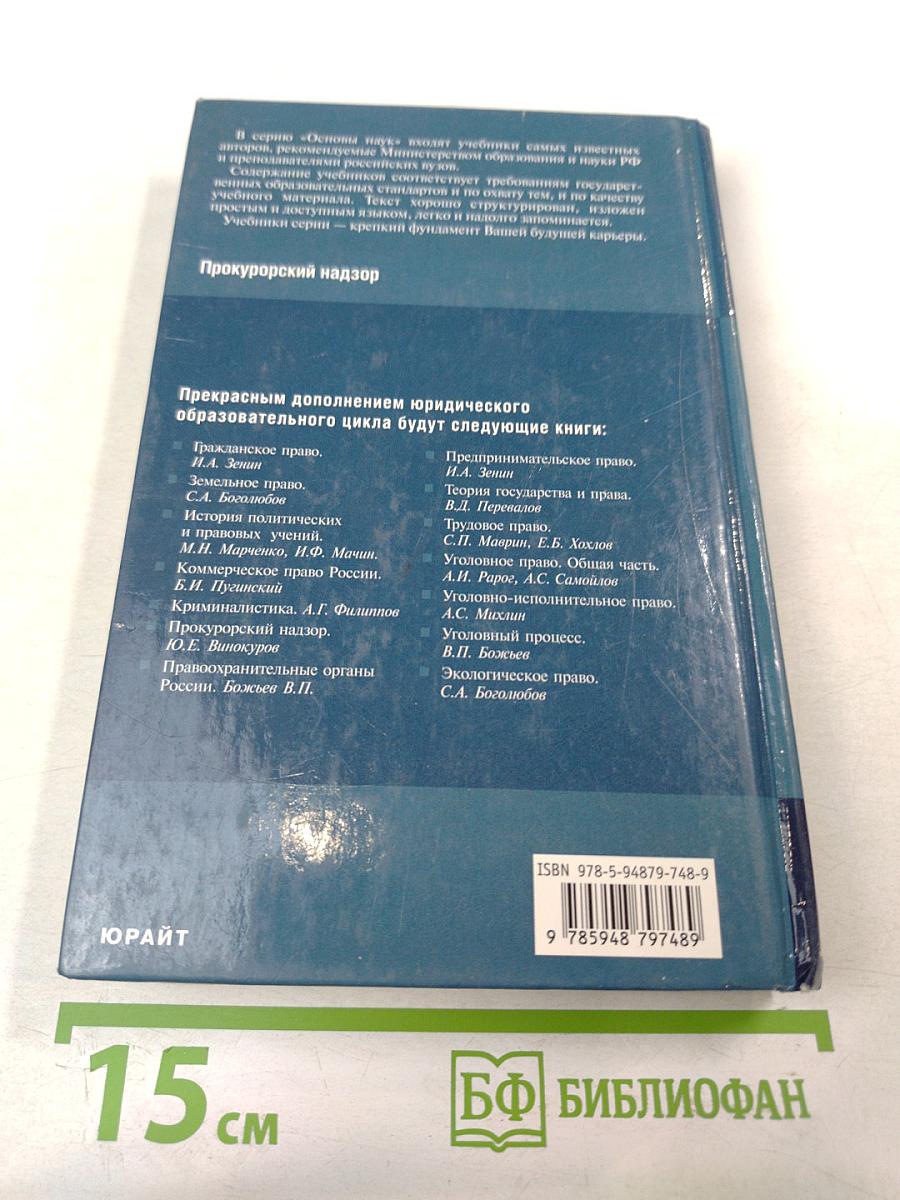 В серию «Основы наук» входят учебники самых известных
авторов, рекомендуемые Министерством образования и науки РФ
и преподавателями российских вузов.
Содержание учебников соответствует требованиям государст-
венных образовательных стандартов и по охвату тем, и по качеству
учебного материала. Текст хорошо структурирован, изложен
простым и доступным языком, легко и надолго запоминается.
Учебники серии — крепкий фундамент Вашей будущей карьеры.
Прокурорский надзор
Прекрасным дополнением юридического
образовательного цикла будут следующие книги:
Гражданское право.
И.А. Зенин
Земельное право.
С.А. Боголюбов
История политических
и правовых учений.
М.Н. Марченко, И.Ф. Мачин.
Коммерческое право России.
Б.И. Пугинский
Криминалистика. А.Г. Филиппов
Прокурорский надзор.
Ю.Е. Винокуров
Правоохранительные органы
России. Божьев В.П.
Предпринимательское право.
И.А. Зенин
Теория государства и права.
В.Д. Перевалов
Трудовое право.
С.П. Маврин, Е.Б. Хохлов
Уголовное право. Общая часть.
А.И. Рарог, А.С. Самойлов
Уголовно-исполнительное право.
А.С. Михлин
Уголовный процесс.
В.П. Божьев
Экологическое право.
С.А. Боголюбов
ISBN 978-5-94879-748-9
9 785948 797489
ЮРАЙТ
15 см
БФ БИБЛИОФАН